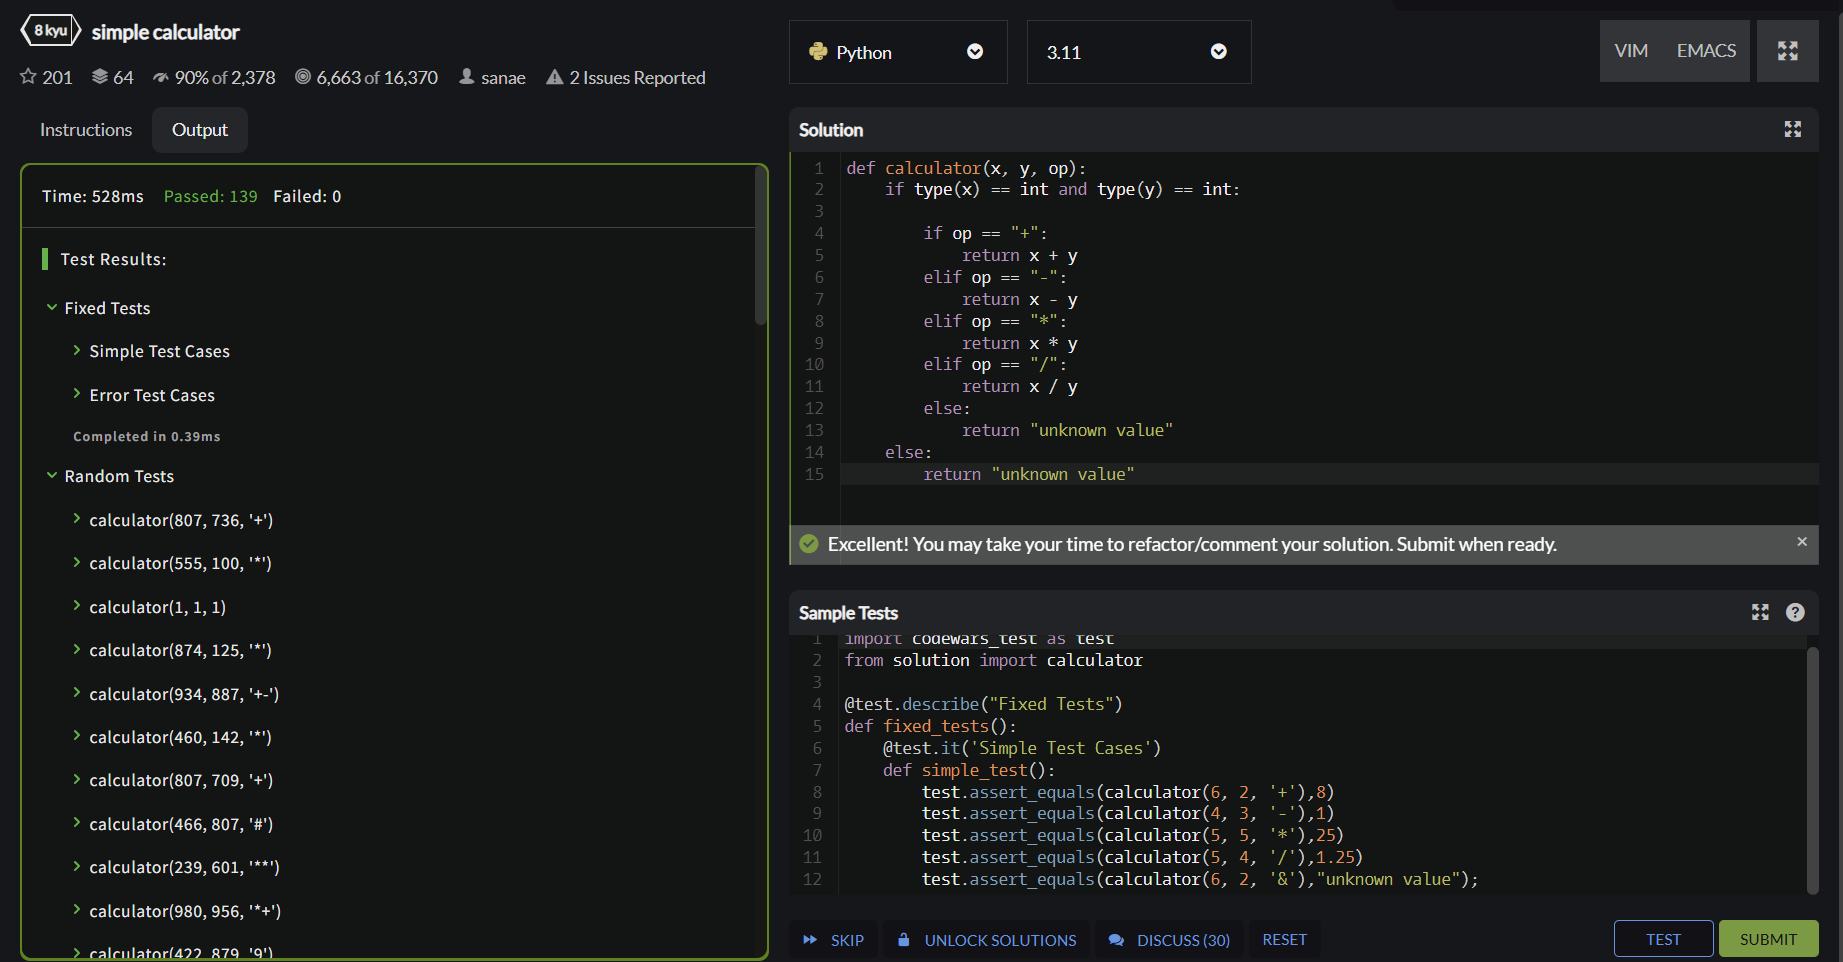 8 kyu simple calculator
201 64 90% of 2,378 6,663 of 16,370 sanae 2 Issues Reported
Instructions Output
Time: 528ms Passed: 139 Failed: 0
Test Results:
Fixed Tests
Simple Test Cases
Error Test Cases
Completed in 0.39ms
Random Tests
calculator(807, 736, '+')
calculator(555, 100, '*')
calculator(1, 1, 1)
calculator(874, 125, '*')
calculator(934, 887, '+-')
calculator(460, 142, '*')
calculator(807, 709, '+')
calculator(466, 807, '#')
calculator(239, 601, '**')
calculator(980, 956, '*+')
calculator(422, 879, '9')
Python 3.11 VIM EMACS
Solution
1 def calculator(x, y, op):
2     if type(x) == int and type(y) == int:
3
4         if op == "+":
5             return x + y
6         elif op == "-":
7             return x - y
8         elif op == "*":
9             return x * y
10         elif op == "/":
11             return x / y
12         else:
13             return "unknown value"
14     else:
15         return "unknown value"
Excellent! You may take your time to refactor/comment your solution. Submit when ready.
Sample Tests
1 import codewars_test as test
2 from solution import calculator
3
4 @test.describe("Fixed Tests")
5 def fixed_tests():
6     @test.it('Simple Test Cases')
7     def simple_test():
8         test.assert_equals(calculator(6, 2, '+'),8)
9         test.assert_equals(calculator(4, 3, '-'),1)
10         test.assert_equals(calculator(5, 5, '*'),25)
11         test.assert_equals(calculator(5, 4, '/'),1.25)
12         test.assert_equals(calculator(6, 2, '&'),"unknown value");
SKIP UNLOCK SOLUTIONS DISCUSS (30) RESET TEST SUBMIT